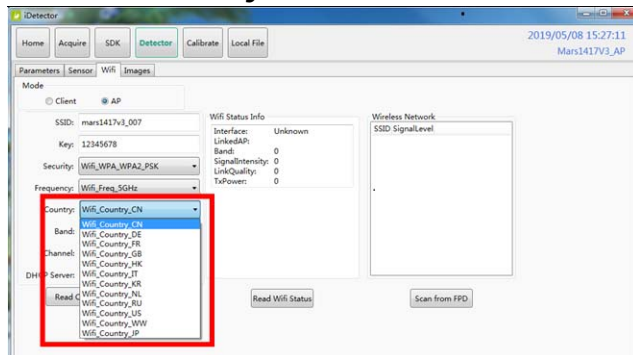 iDetector
Home Acquire SDK Detector Calibrate Local File
2019/05/08 15:27:11
Mars1417V3_AP
Parameters Sensor Wifi Images
Mode
Client AP
SSID: mars1417v3_007
Key: 12345678
Security: Wifi_WPA_WPA2_PSK
Frequency: Wifi_Freq_5GHz
Country: Wifi_Country_CN
Wifi_Country_CN
Wifi_Country_DE
Band:
Wifi_Country_FR
Wifi_Country_GB
Channel:
Wifi_Country_HK
Wifi_Country_IT
Server:
Wifi_Country_KR
Wifi_Country_NL
Read
Wifi_Country_RU
Wifi_Country_US
Wifi_Country_WW
Wifi_Country_JP
Wifi Status Info
Interface: Unknown
LinkedAP:
Band: 0
SignalIntensity: 0
LinkQuality: 0
TxPower: 0
Read Wifi Status
Wireless Network
SSID SignalLevel
Scan from FPD